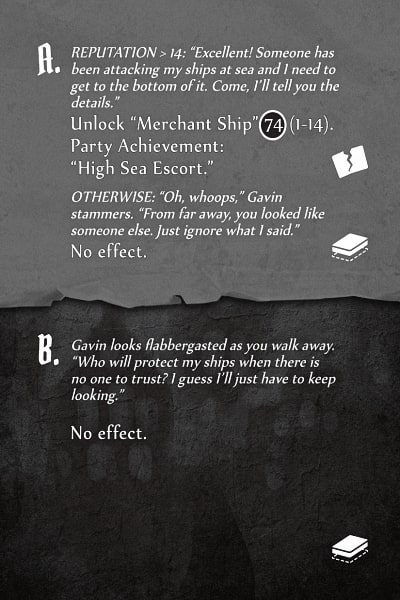 A. REPUTATION > 14: “Excellent! Someone has
been attacking my ships at sea and I need to
get to the bottom of it. Come, I’ll tell you the
details.”
Unlock “Merchant Ship” 74 (1-14).
Party Achievement:
“High Sea Escort.”
OTHERWISE: “Oh, whoops,” Gavin
stammers. “From far away, you looked like
someone else. Just ignore what I said.”
No effect.
B. Gavin looks flabbergasted as you walk away.
“Who will protect my ships when there is
no one to trust? I guess I’ll just have to keep
looking.”
No effect.